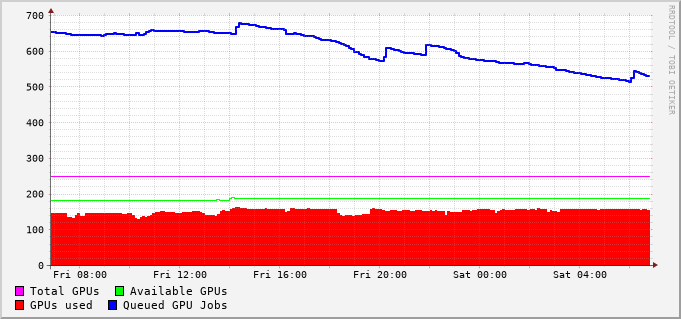 700
600
500
400
300
200
100
0
Fri 08:00 Fri 12:00 Fri 16:00 Fri 20:00 Sat 00:00 Sat 04:00
Total GPUs Available GPUs
GPUs used Queued GPU Jobs
RRDTOOL / TOBI OETIKER